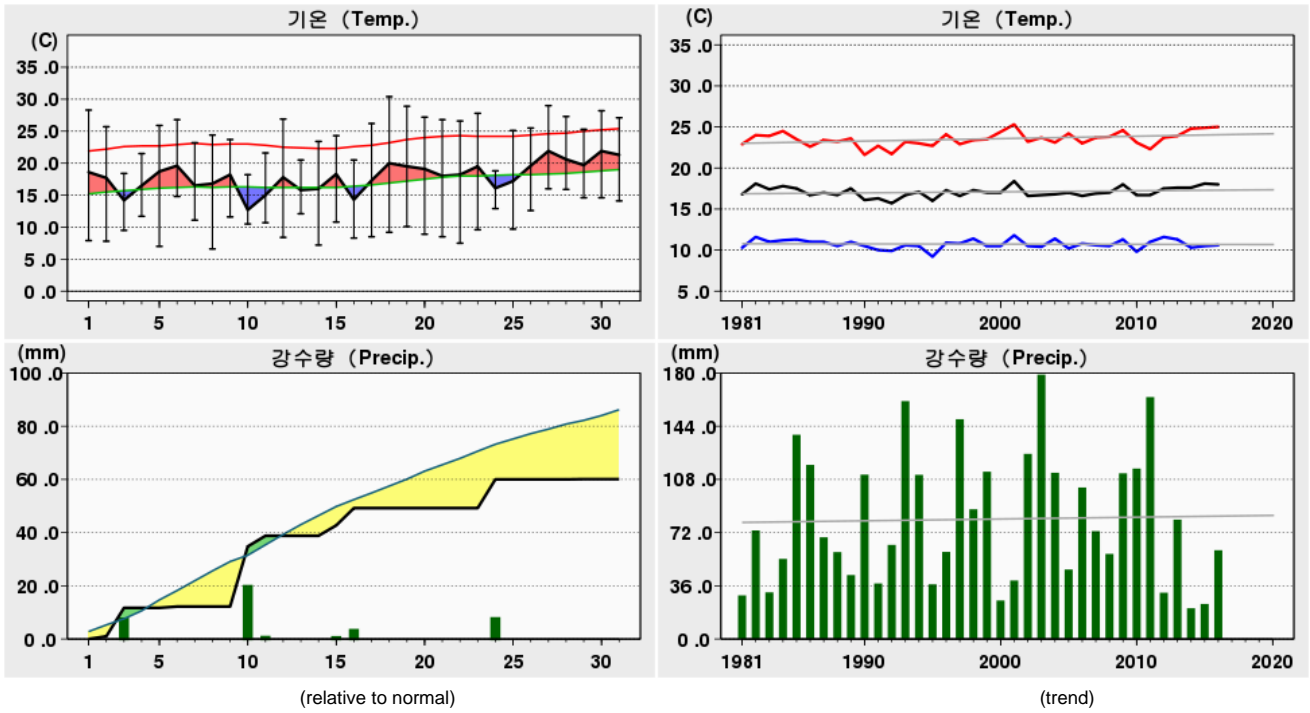 기온 (Temp.)
(C)
35 .0
30 .0
25 .0
20 .0
15 .0
10 .0
5 .0
0 .0
1 5 10 15 20 25 30
기온 (Temp.)
(C)
35 .0
30 .0
25 .0
20 .0
15 .0
10 .0
5 .0
1981 1990 2000 2010 2020
강수량 (Precip.)
(mm)
100 .0
80 .0
60 .0
40 .0
20 .0
0 .0
1 5 10 15 20 25 30
(relative to normal)
강수량 (Precip.)
(mm)
180 .0
144 .0
108 .0
72 .0
36 .0
0 .0
1981 1990 2000 2010 2020
(trend)